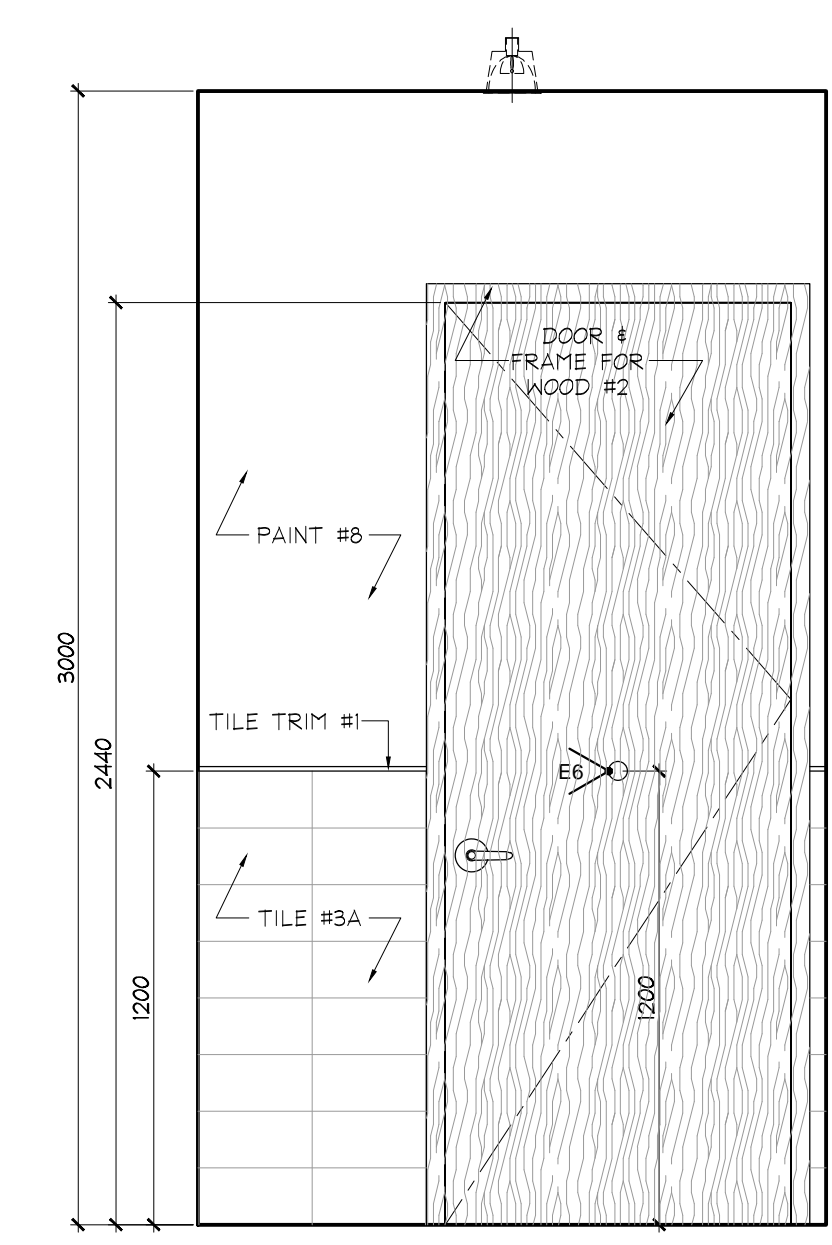 DOOR &
FRAME FOR
WOOD #2
PAINT #8
3000
TILE TRIM #1
2440
E6
TILE #3A
1200
1200